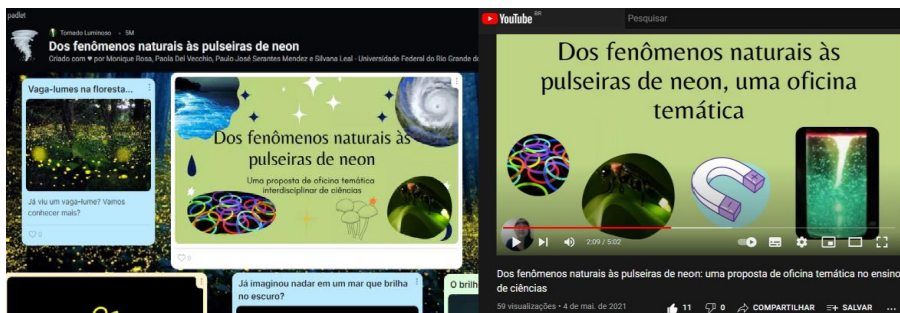 padlet
Tornado Luminoso • 5M
Dos fenômenos naturais às pulseiras de neon
Criado com ♥ por Monique Rosa, Paola Del Vecchio, Paulo José Serantes Mendez e Silvana Leal - Universidade Federal do Rio Grande d
Vaga-lumes na floresta...
Já viu um vaga-lume? Vamos
conhecer mais?
0
Dos fenômenos naturais às
pulseiras de neon
Uma proposta de oficina temática
interdisciplinar de ciências
0
Já imaginou nadar em um mar que brilha
no escuro?
O brilh
YouTube BR
Pesquisar
Dos fenômenos naturais às
pulseiras de neon, uma oficina
temática
2:09 / 5:02
Dos fenômenos naturais às pulseiras de neon: uma proposta de oficina temática no ensino
de ciências
59 visualizações • 4 de mai. de 2021
11
0
COMPARTILHAR
SALVAR
...